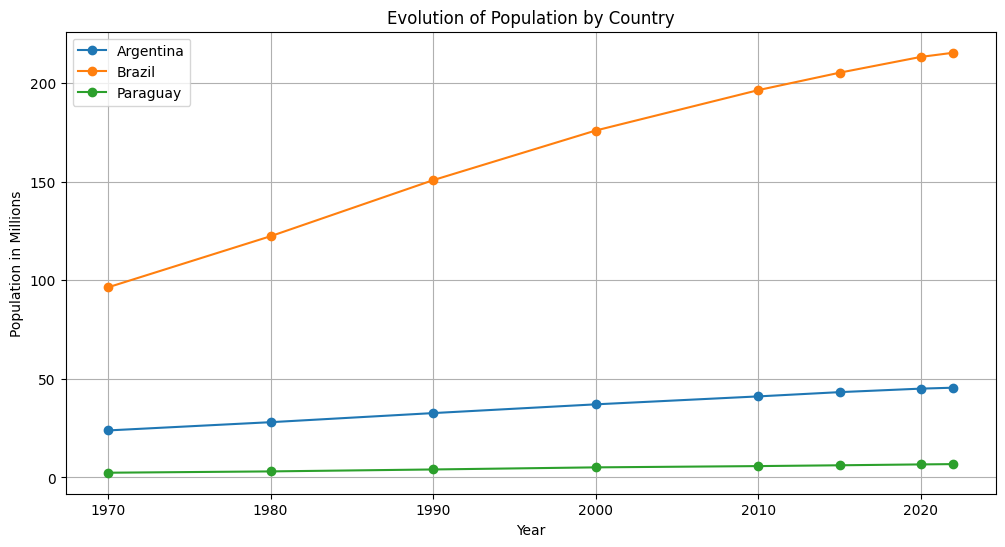 Evolution of Population by Country
Argentina
Brazil
Paraguay
200
150
100
50
0
Population in Millions
1970 1980 1990 2000 2010 2020
Year